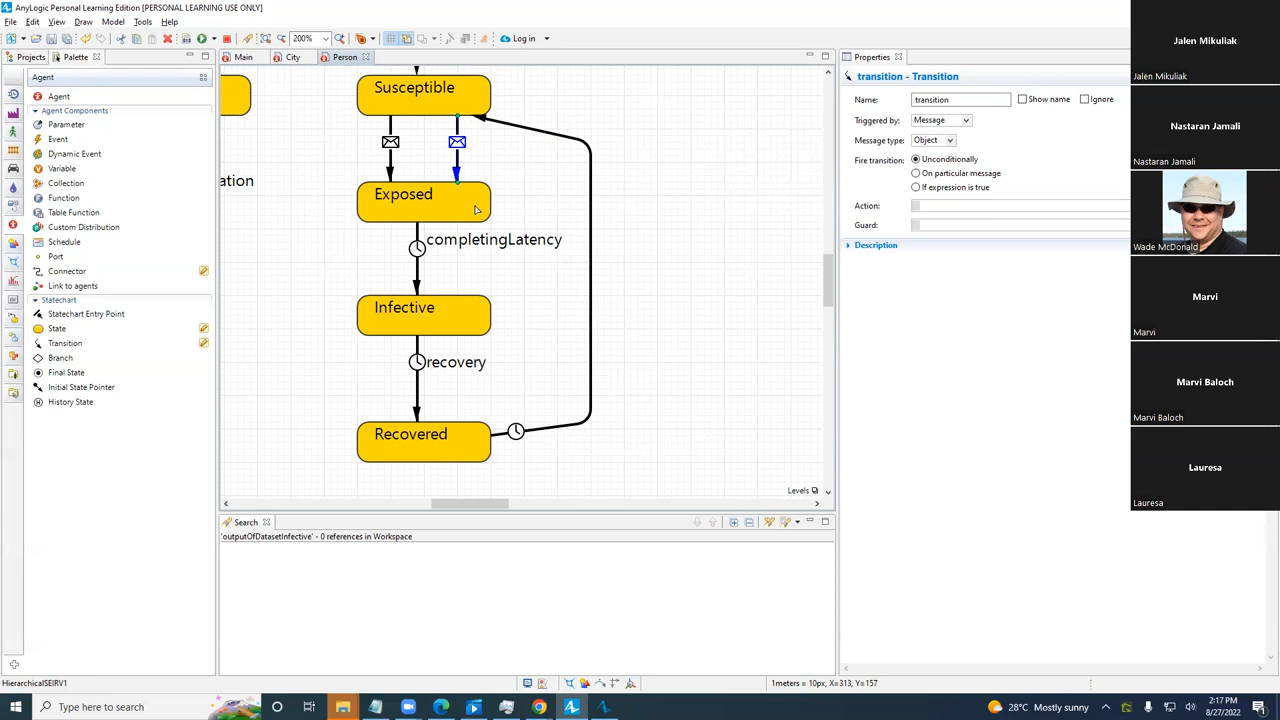 AnyLogic Personal Learning Edition [PERSONAL LEARNING USE ONLY]
File Edit View Draw Model Tools Help
200% Log in
Projects Palette
Main City Person
Properties
Agent
Agent
Agent Components
Parameter
Event
Dynamic Event
Variable
Collection
Function
Table Function
Custom Distribution
Schedule
Port
Connector
Link to agents
Statechart
Statechart Entry Point
State
Transition
Branch
Final State
Initial State Pointer
History State
Susceptible
ation
Exposed
completingLatency
Infective
recovery
Recovered
Levels
transition - Transition
Name: transition Show name Ignore
Triggered by: Message
Message type: Object
Fire transition: Unconditionally
On particular message
If expression is true
Action:
Guard:
Description
Search
'outputOfDatasetInfective' - 0 references in Workspace
Jalen Mikuliak
Jalen Mikuliak
Nastaran Jamali
Nastaran Jamali
Wade McDonald
Marvi
Marvi
Marvi Baloch
Marvi Baloch
Lauresa
Lauresa
HierarchicalSEIRV1
1meters = 10px, X=313, Y=157
Type here to search
28°C Mostly sunny
2:17 PM
8/27/2022
1